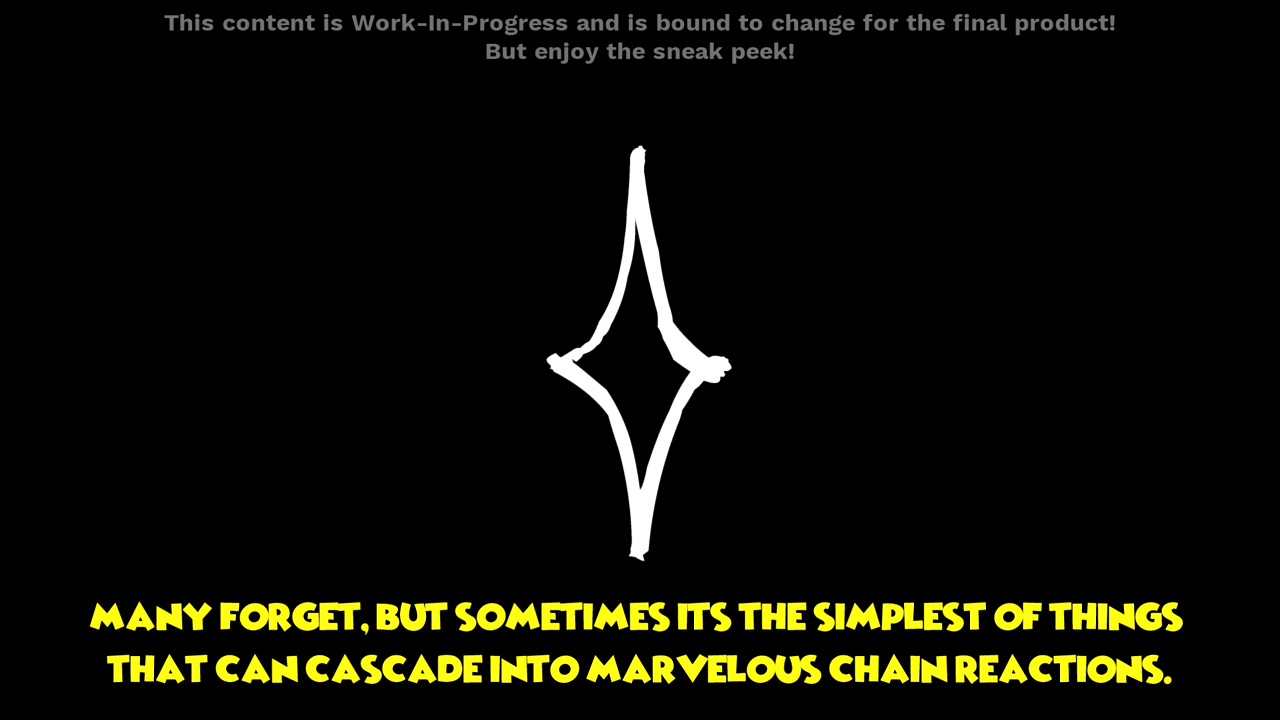 This content is Work-In-Progress and is bound to change for the final product!
But enjoy the sneak peek!
MANY FORGET, BUT SOMETIMES ITS THE SIMPLEST OF THINGS
THAT CAN CASCADE INTO MARVELOUS CHAIN REACTIONS.